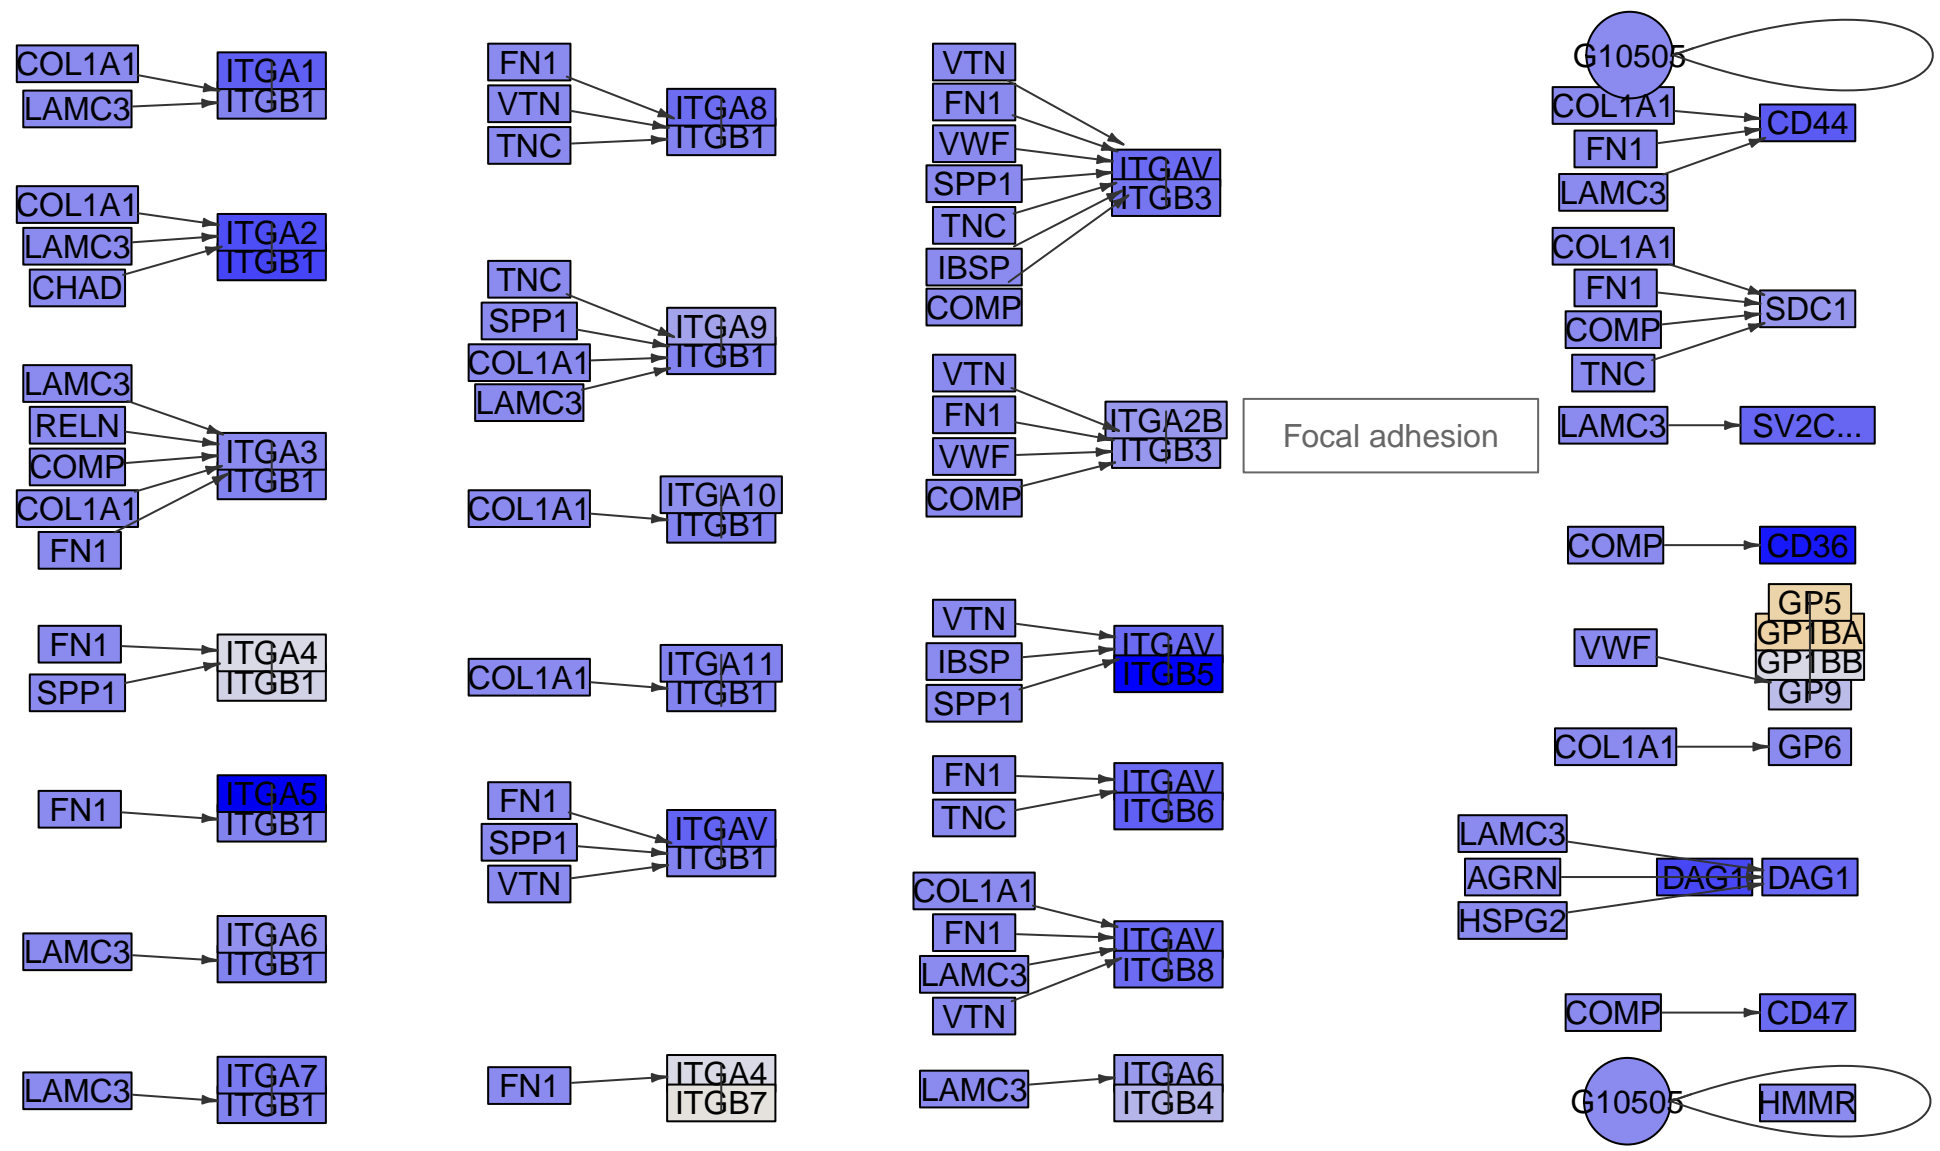 COL1A1
LAMC3
ITGA1
ITGB1
COL1A1
LAMC3
CHAD
ITGA2
ITGB1
LAMC3
RELN
COMP
COL1A1
FN1
ITGA3
ITGB1
FN1
SPP1
ITGA4
ITGB1
FN1
ITGA5
ITGB1
LAMC3
ITGA6
ITGB1
LAMC3
ITGA7
ITGB1
FN1
VTN
TNC
ITGA8
ITGB1
TNC
SPP1
COL1A1
LAMC3
ITGA9
ITGB1
COL1A1
ITGA10
ITGB1
COL1A1
ITGA11
ITGB1
FN1
SPP1
VTN
ITGAV
ITGB1
FN1
ITGA4
ITGB7
VTN
FN1
VWF
SPP1
TNC
IBSP
COMP
ITGAV
ITGB3
VTN
FN1
VWF
COMP
ITGA2B
ITGB3
Focal adhesion
VTN
IBSP
SPP1
ITGAV
ITGB5
FN1
TNC
ITGAV
ITGB6
COL1A1
FN1
LAMC3
VTN
ITGAV
ITGB8
LAMC3
ITGA6
ITGB4
G10505
COL1A1
FN1
LAMC3
CD44
COL1A1
FN1
COMP
TNC
SDC1
LAMC3
SV2C...
COMP
CD36
VWF
GP5
GP1BA
GP1BB
GP9
COL1A1
GP6
LAMC3
AGRN
HSPG2
DAG1
DAG1
COMP
CD47
G10505
HMMR